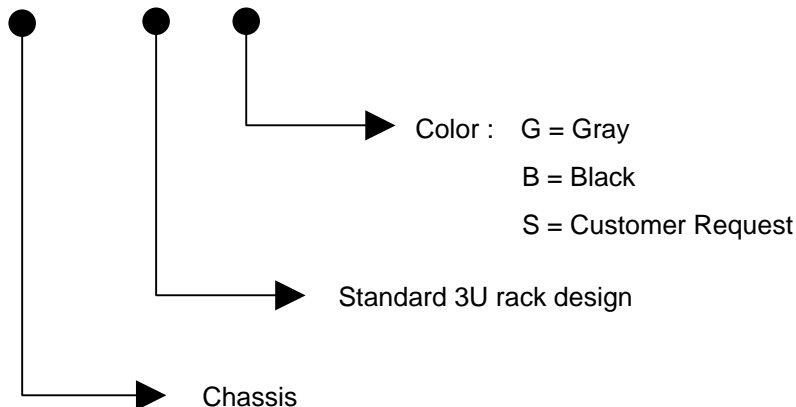 Color : G = Gray
B = Black
S = Customer Request
Standard 3U rack design
Chassis